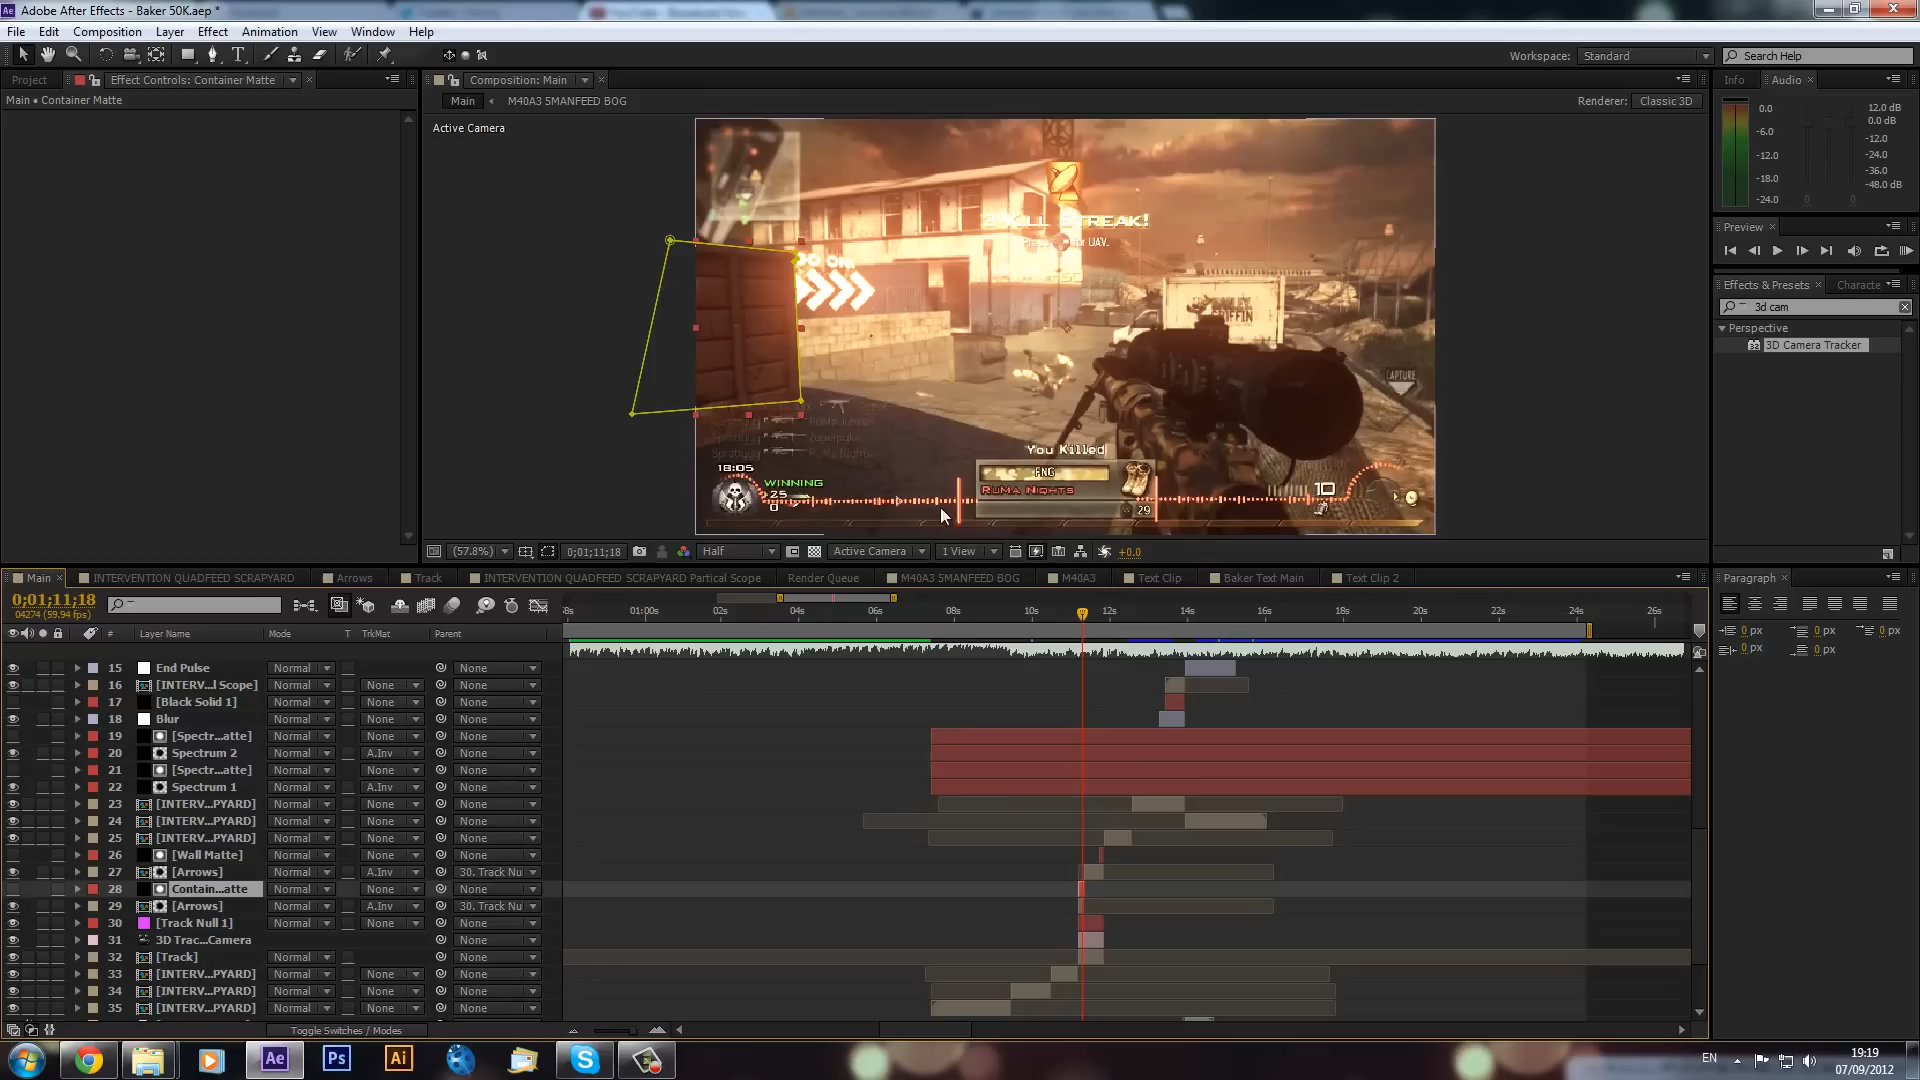 Adobe After Effects - Baker 50K.aep *
File Edit Composition Layer Effect Animation View Window Help
Workspace: Standard Search Help
Project Effect Controls: Container Matte Composition: Main Info Audio
Main • Container Matte
Main M40A3 5MANFEED BOG Renderer: Classic 3D
Active Camera
0.0 12.0 dB
0.0 dB
-6.0 -12.0
-12.0 -24.0
-18.0 -36.0
-24.0 -48.0 dB
0 0
Preview
Effects & Presets Characte
3d cam
Perspective
32 3D Camera Tracker
KILL STREAK!
for UAV.
CAPTURE
You Killed
FNG
RuMa Nights
29
18:05
WINNING
25
0
10
(57.8%) 0;01;11;18 Half Active Camera 1 View +0.0
Main INTERVENTION QUADFEED SCRAPYARD Arrows Track INTERVENTION QUADFEED SCRAPYARD Partical Scope Render Queue M40A3 5MANFEED BOG M40A3 Text Clip Baker Text Main Text Clip 2 Paragraph
0;01;11;18
04274 (59.94 fps)
8s 01:00s 02s 04s 06s 08s 10s 12s 14s 16s 18s 20s 22s 24s 26s
0 px 0 px 0 px
0 px 0 px
# Layer Name Mode T TrkMat Parent
15 End Pulse Normal None
16 [INTERV...l Scope] Normal None None
17 [Black Solid 1] Normal None None
18 Blur Normal None None
19 [Spectr...atte] Normal None None
20 Spectrum 2 Normal A.Inv None
21 [Spectr...atte] Normal None None
22 Spectrum 1 Normal A.Inv None
23 [INTERV...PYARD] Normal None None
24 [INTERV...PYARD] Normal None None
25 [INTERV...PYARD] Normal None None
26 [Wall Matte] Normal None None
27 [Arrows] Normal A.Inv 30. Track Nu
28 Contain...atte Normal None None
29 [Arrows] Normal A.Inv 30. Track Nu
30 [Track Null 1] Normal None None
31 3D Trac...Camera None
32 [Track] Normal None
33 [INTERV...PYARD] Normal None None
34 [INTERV...PYARD] Normal None None
35 [INTERV...PYARD] Normal None None
Toggle Switches / Modes
Ae Ps Ai
EN 19:19
07/09/2012